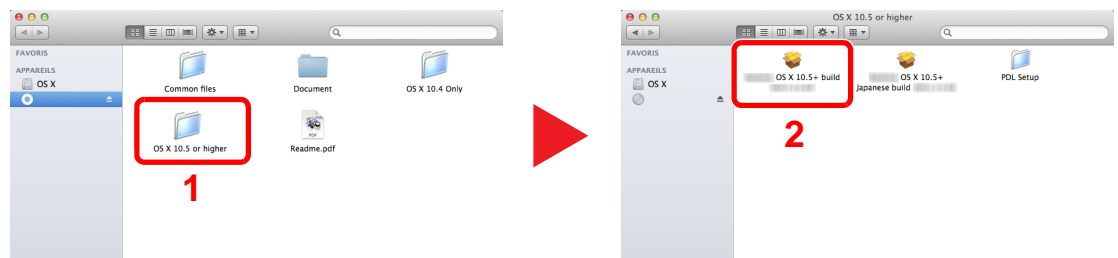 FAVORIS
APPAREILS
OS X
Common files
Document
OS X 10.4 Only
OS X 10.5 or higher
PDF
Readme.pdf
1
OS X 10.5 or higher
FAVORIS
APPAREILS
OS X
OS X 10.5+ build
OS X 10.5+
Japanese build
PDL Setup
2